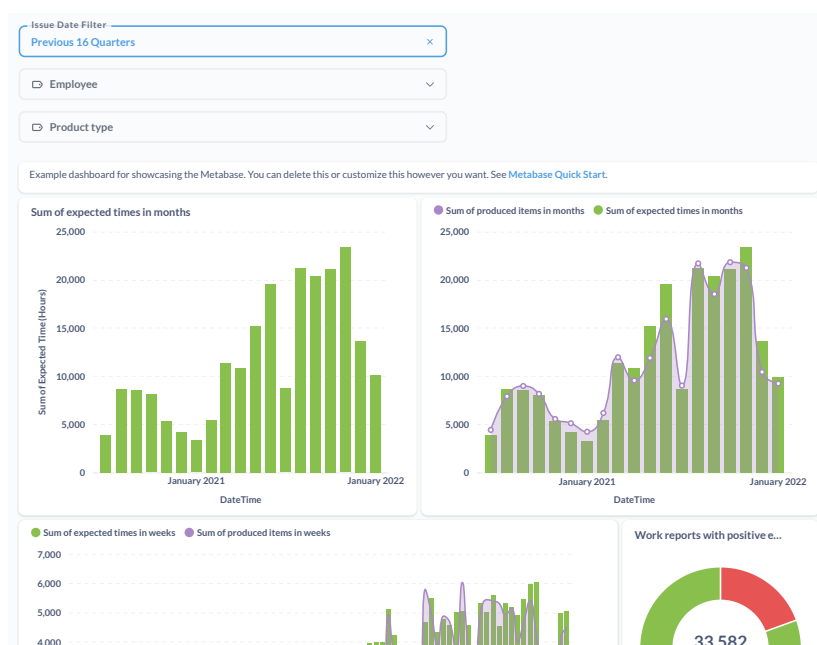 Issue Date Filter
Previous 16 Quarters
Employee
Product type
Example dashboard for showcasing the Metabase. You can delete this or customize this however you want. See Metabase Quick Start.
Sum of expected times in months
25,000
20,000
15,000
10,000
5,000
0
Sum of Expected Time(Hours)
January 2021
January 2022
DateTime
Sum of produced items in months
Sum of expected times in months
25,000
20,000
15,000
10,000
5,000
0
January 2021
January 2022
DateTime
Sum of expected times in weeks
Sum of produced items in weeks
7,000
6,000
5,000
4,000
Work reports with positive e...
33,582